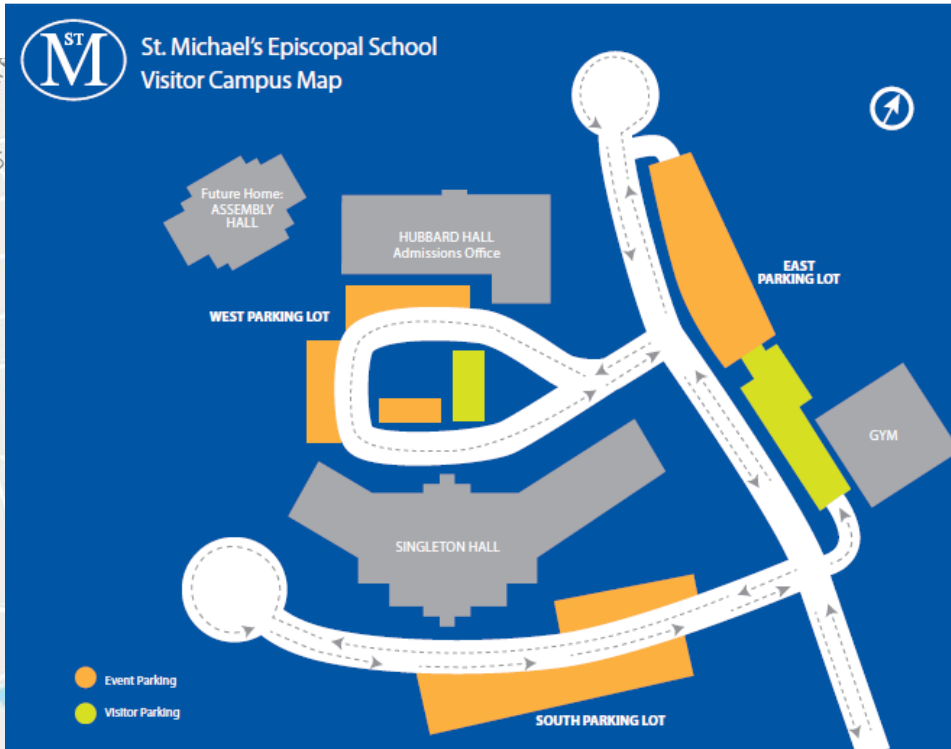 ST
M
St. Michael's Episcopal School
Visitor Campus Map
Future Home:
ASSEMBLY
HALL
HUBBARD HALL
Admissions Office
EAST
PARKING LOT
WEST PARKING LOT
GYM
SINGLETON HALL
Event Parking
Visitor Parking
SOUTH PARKING LOT